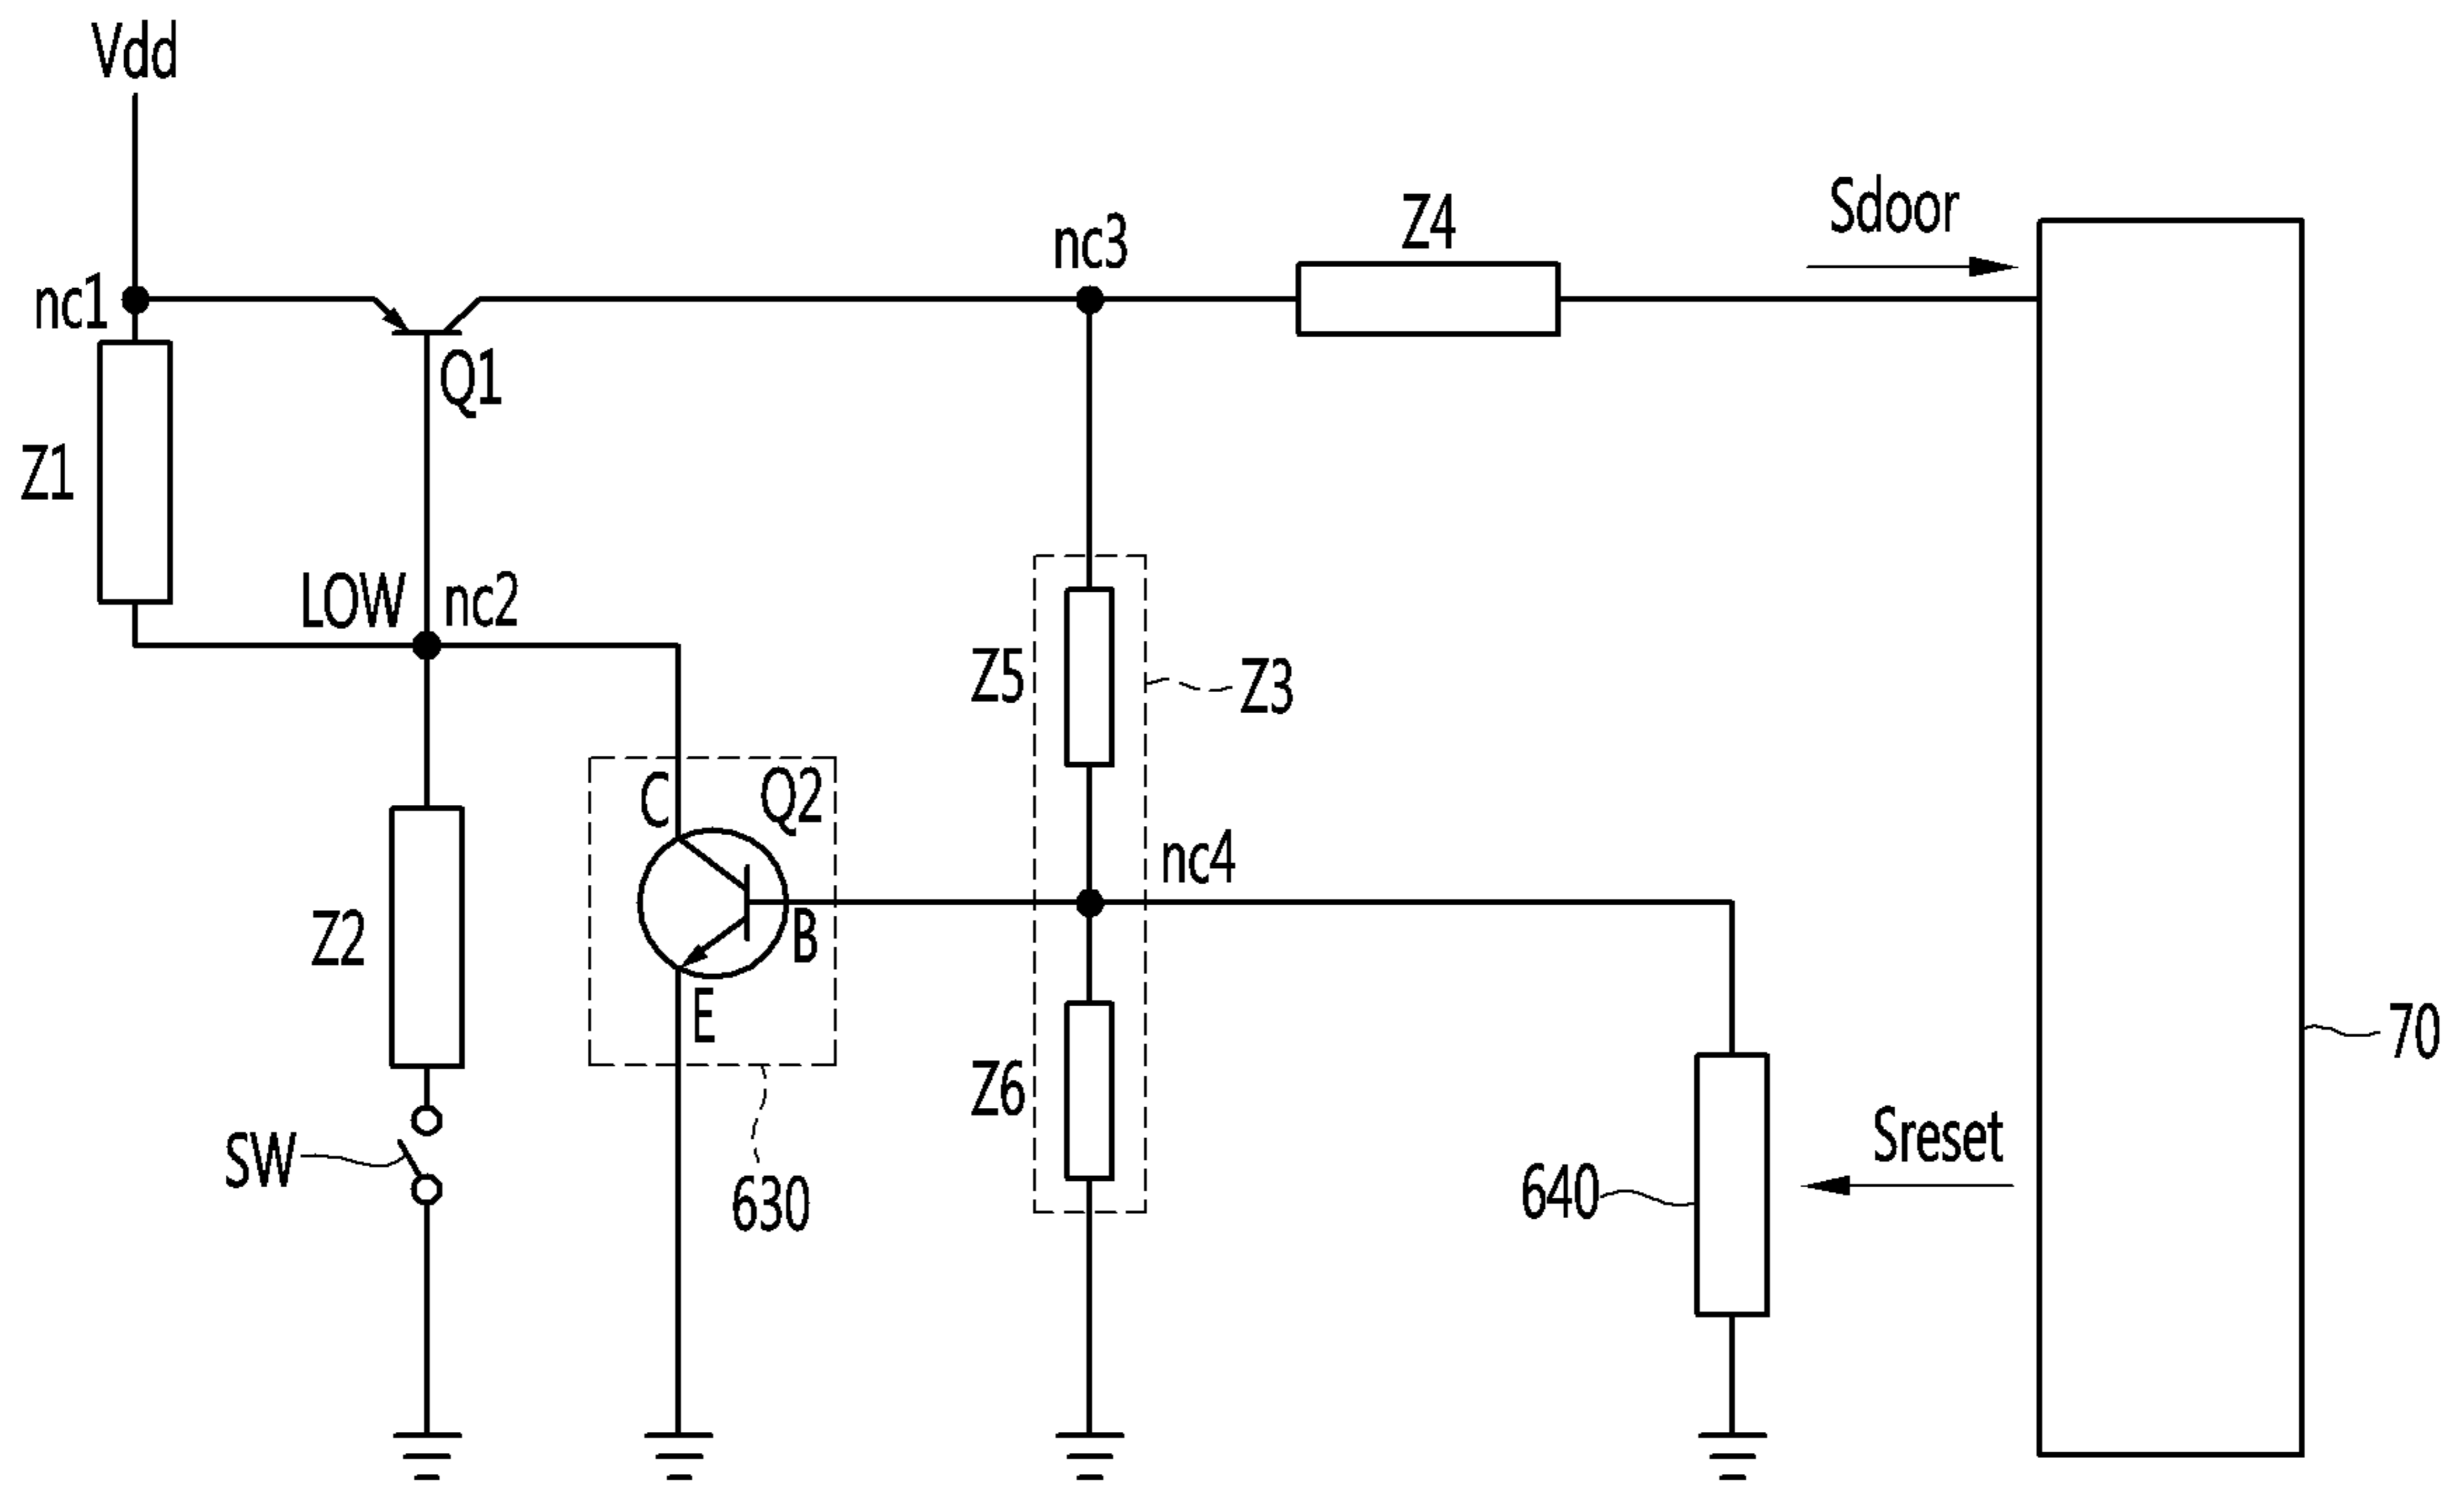 Vdd
Sdoor
Z4
nc3
nc1
Q1
Z1
LOW
nc2
Z5
Z3
C
Q2
nc4
B
Z2
E
70
Z6
Sreset
SW
640
630